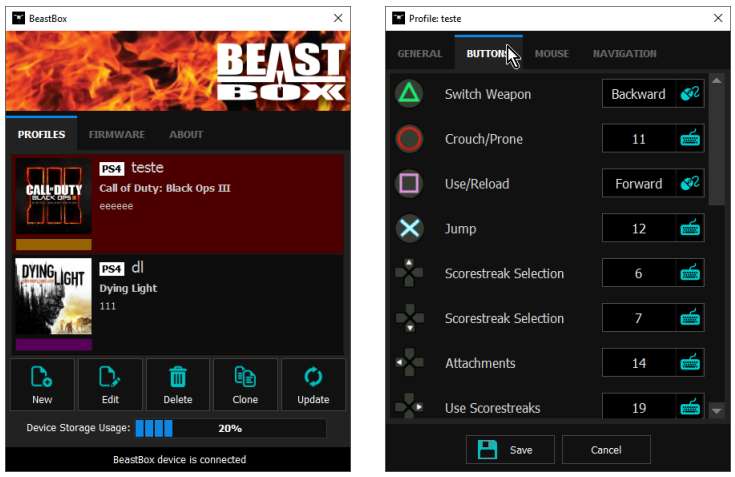 BeastBox
BEAST
BOX
PROFILES FIRMWARE ABOUT
CALL OF DUTY
BLACK OPS III
PS4 teste
Call of Duty: Black Ops III
eeeeee
DYING LIGHT
PS4 dl
Dying Light
111
New Edit Delete Clone Update
Device Storage Usage: 20%
BeastBox device is connected
Profile: teste
GENERAL BUTTONS MOUSE NAVIGATION
Switch Weapon Backward
Crouch/Prone 11
Use/Reload Forward
Jump 12
Scorestreak Selection 6
Scorestreak Selection 7
Attachments 14
Use Scorestreaks 19
Save Cancel